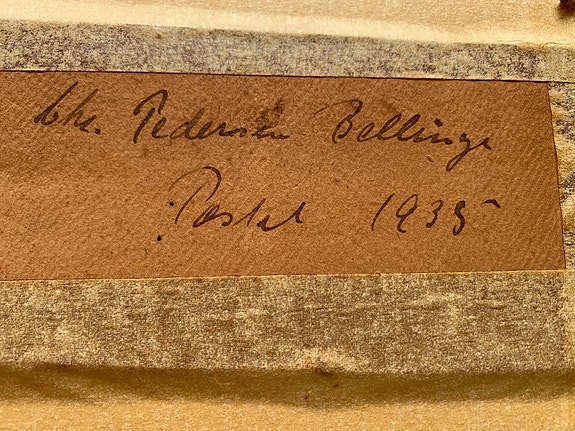 Chr. Pedersen Bellinge
Pastel 1935